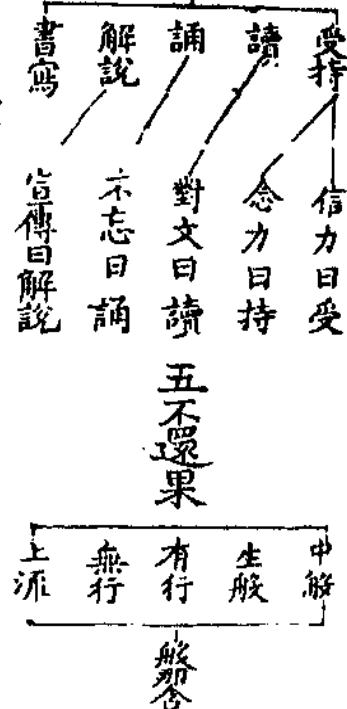 受持
讀
誦
解說
書寫
信力曰受
念力曰持
對文曰讀
不忘曰誦
宣傳曰解說
五不還果
中般
生般
有行
無行
上流
般那含